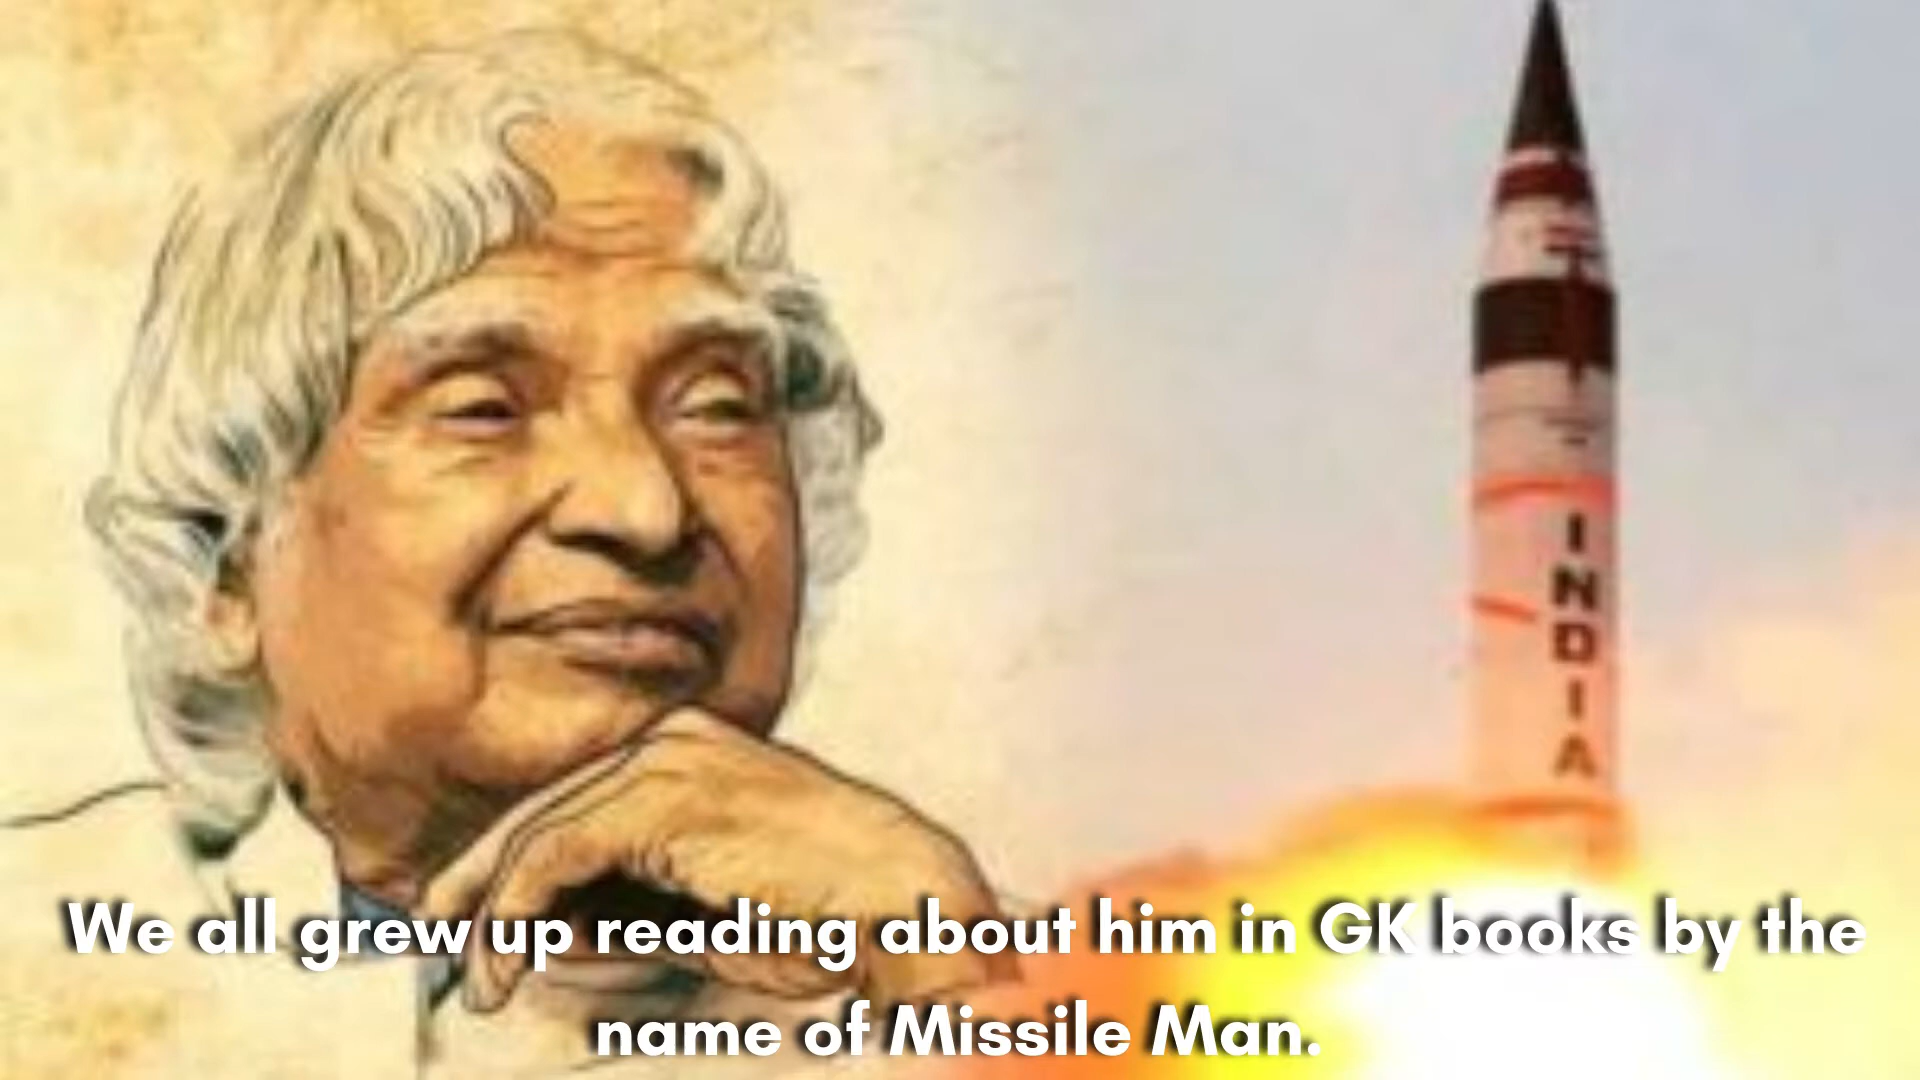 INDIA
We all grew up reading about him in GK books by the
name of Missile Man.